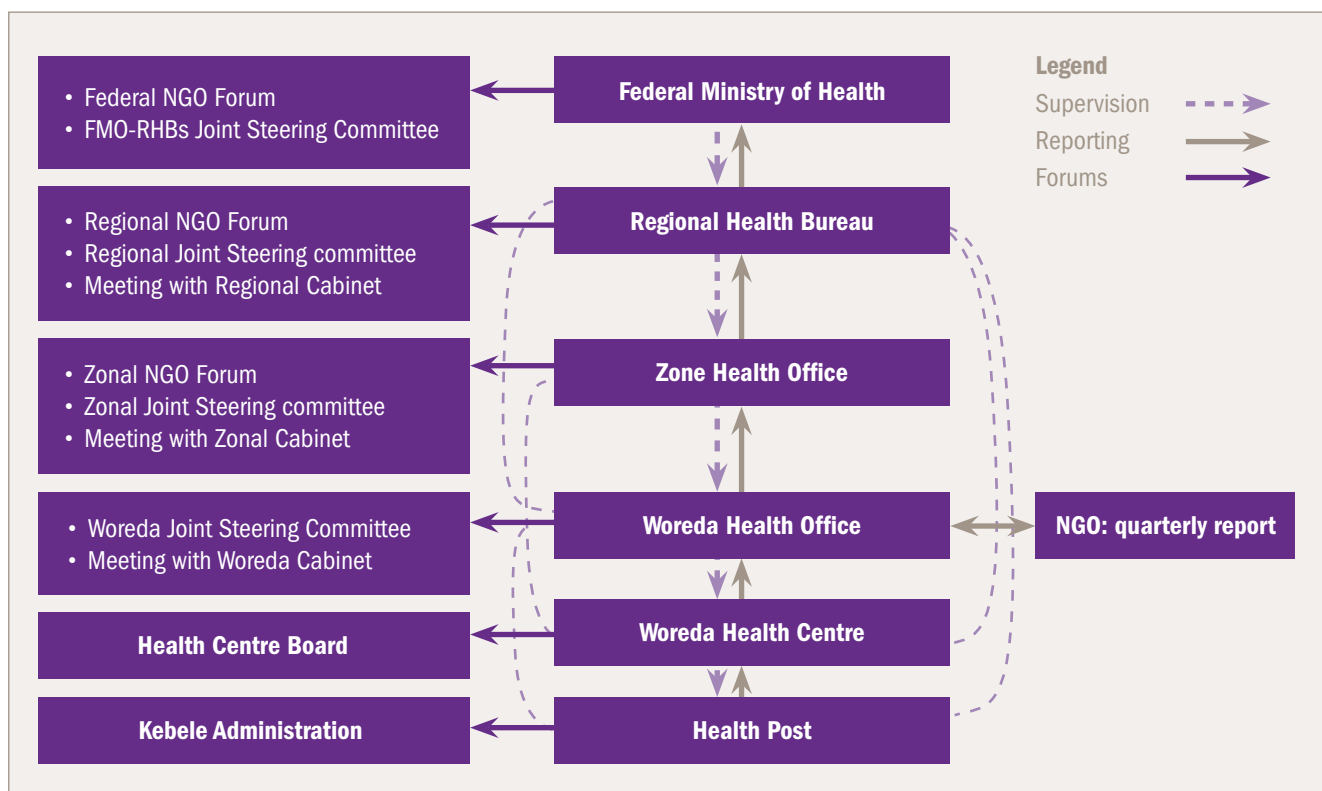 • Federal NGO Forum
• FMO-RHBs Joint Steering Committee
Federal Ministry of Health
Legend
Supervision
Reporting
Forums
• Regional NGO Forum
• Regional Joint Steering committee
• Meeting with Regional Cabinet
Regional Health Bureau
• Zonal NGO Forum
• Zonal Joint Steering committee
• Meeting with Zonal Cabinet
Zone Health Office
• Woreda Joint Steering Committee
• Meeting with Woreda Cabinet
Woreda Health Office
NGO: quarterly report
Health Centre Board
Woreda Health Centre
Kebele Administration
Health Post